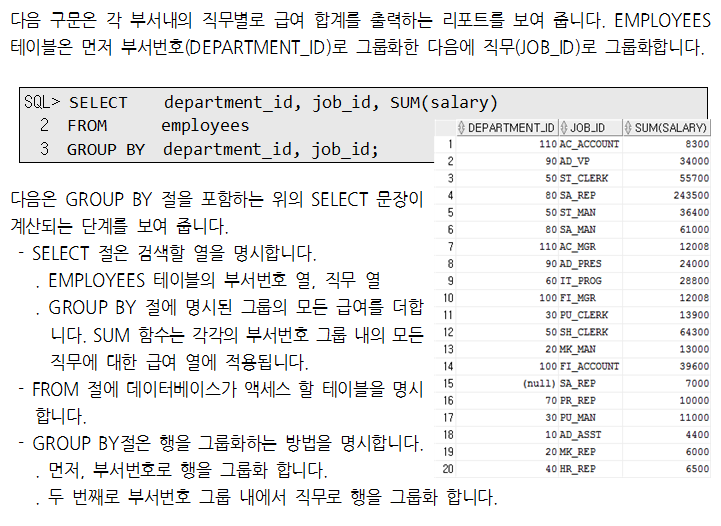 다음 구문은 각 부서내의 직무별로 급여 합계를 출력하는 리포트를 보여 줍니다. EMPLOYEES
테이블은 먼저 부서번호(DEPARTMENT_ID)로 그룹화한 다음에 직무(JOB_ID)로 그룹화합니다.
SQL> SELECT department_id, job_id, SUM(salary)
2 FROM employees
3 GROUP BY department_id, job_id;
DEPARTMENT_ID JOB_ID SUM(SALARY)
1 110 AC_ACCOUNT 8300
2 90 AD_VP 34000
3 50 ST_CLERK 55700
4 80 SA_REP 243500
5 50 ST_MAN 36400
6 80 SA_MAN 61000
7 110 AC_MGR 12008
8 90 AD_PRES 24000
9 60 IT_PROG 28800
10 100 FI_MGR 12008
11 30 PU_CLERK 13900
12 50 SH_CLERK 64300
13 20 MK_MAN 13000
14 100 FI_ACCOUNT 39600
15 (null) SA_REP 7000
16 70 PR_REP 10000
17 30 PU_MAN 11000
18 10 AD_ASST 4400
19 20 MK_REP 6000
20 40 HR_REP 6500
다음은 GROUP BY 절을 포함하는 위의 SELECT 문장이
계산되는 단계를 보여 줍니다.
- SELECT 절은 검색할 열을 명시합니다.
. EMPLOYEES 테이블의 부서번호 열, 직무 열
. GROUP BY 절에 명시된 그룹의 모든 급여를 더합
니다. SUM 함수는 각각의 부서번호 그룹 내의 모든
직무에 대한 급여 열에 적용됩니다.
- FROM 절에 데이터베이스가 액세스 할 테이블을 명시
합니다.
- GROUP BY절은 행을 그룹화하는 방법을 명시합니다.
. 먼저, 부서번호로 행을 그룹화 합니다.
. 두 번째로 부서번호 그룹 내에서 직무로 행을 그룹화 합니다.